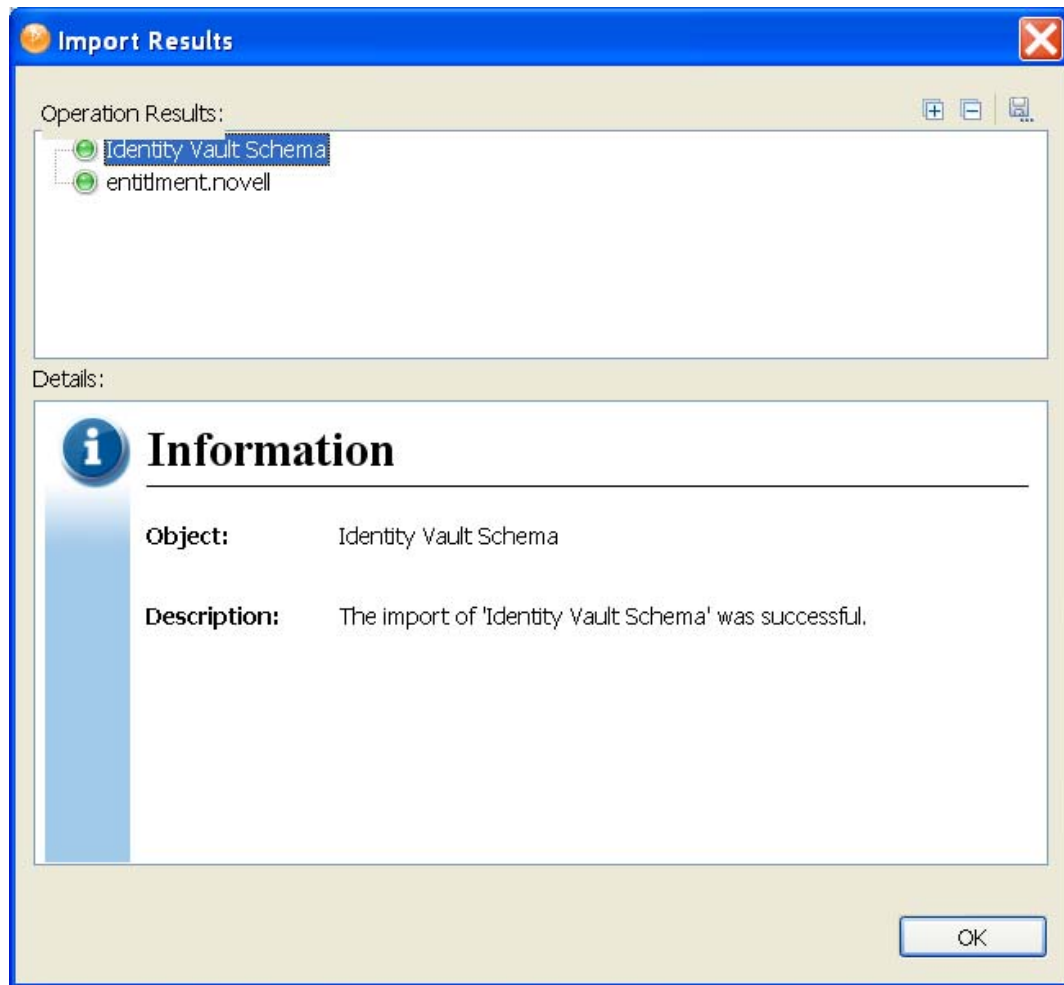 Import Results
Operation Results:
Identity Vault Schema
entitlment.novell
Details:
Information
Object: Identity Vault Schema
Description: The import of 'Identity Vault Schema' was successful.
OK